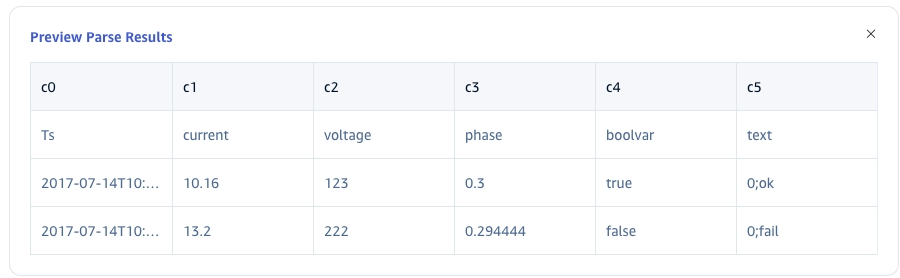 Preview Parse Results
c0 c1 c2 c3 c4 c5
Ts current voltage phase boolvar text
2017-07-14T10:... 10.16 123 0.3 true 0;ok
2017-07-14T10:... 13.2 222 0.294444 false 0;fail